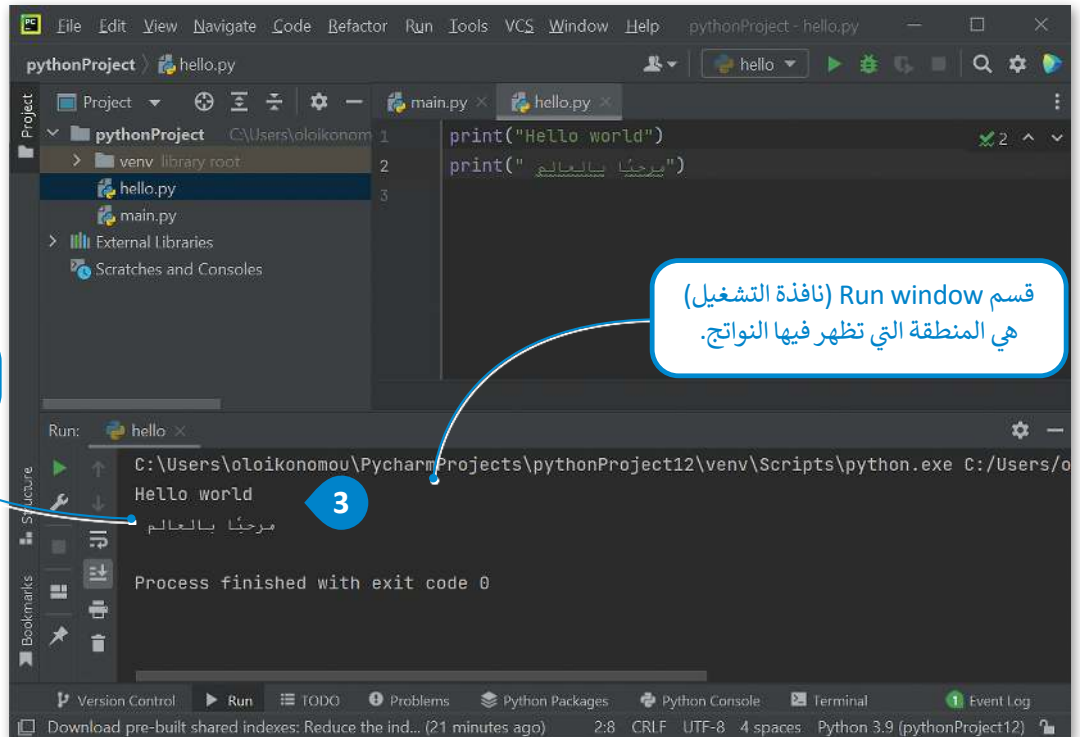 File Edit View Navigate Code Refactor Run Tools VCS Window Help pythonProject - hello.py
pythonProject hello.py hello
Project Project main.py hello.py
pythonProject C:\Users\oloikonom
venv library root
hello.py
main.py
External Libraries
Scratches and Consoles
1 print("Hello world")
2 print(" مرحبًا بالعالم")
3
2
قسم Run window (نافذة التشغيل)
هي المنطقة التي تظهر فيها النواتج.
Run: hello
C:\Users\oloikonomou\PycharmProjects\pythonProject12\venv\Scripts\python.exe C:/Users/o
Hello world
3
مرحبًا بالعالم
Process finished with exit code 0
Structure
Bookmarks
Version Control Run TODO Problems Python Packages Python Console Terminal 1 Event Log
Download pre-built shared indexes: Reduce the ind... (21 minutes ago) 2:8 CRLF UTF-8 4 spaces Python 3.9 (pythonProject12)